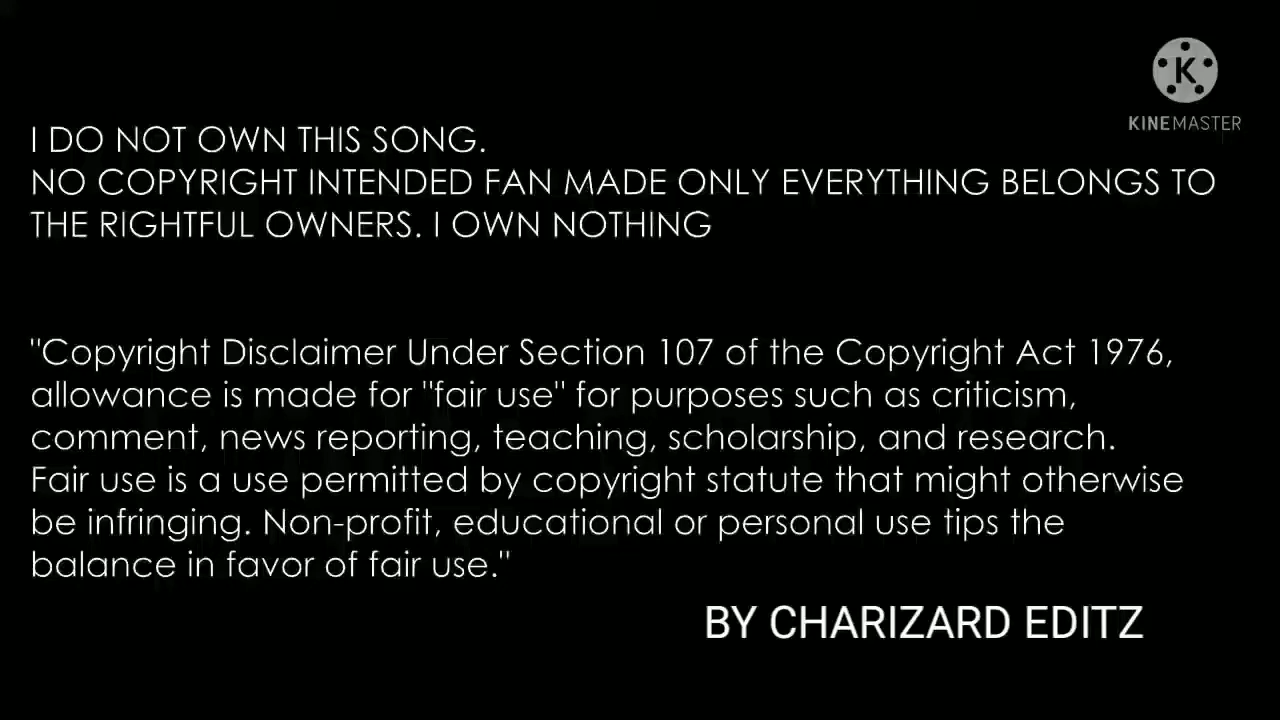 K
KINEMASTER
I DO NOT OWN THIS SONG.
NO COPYRIGHT INTENDED FAN MADE ONLY EVERYTHING BELONGS TO
THE RIGHTFUL OWNERS. I OWN NOTHING
"Copyright Disclaimer Under Section 107 of the Copyright Act 1976,
allowance is made for "fair use" for purposes such as criticism,
comment, news reporting, teaching, scholarship, and research.
Fair use is a use permitted by copyright statute that might otherwise
be infringing. Non-profit, educational or personal use tips the
balance in favor of fair use."
BY CHARIZARD EDITZ